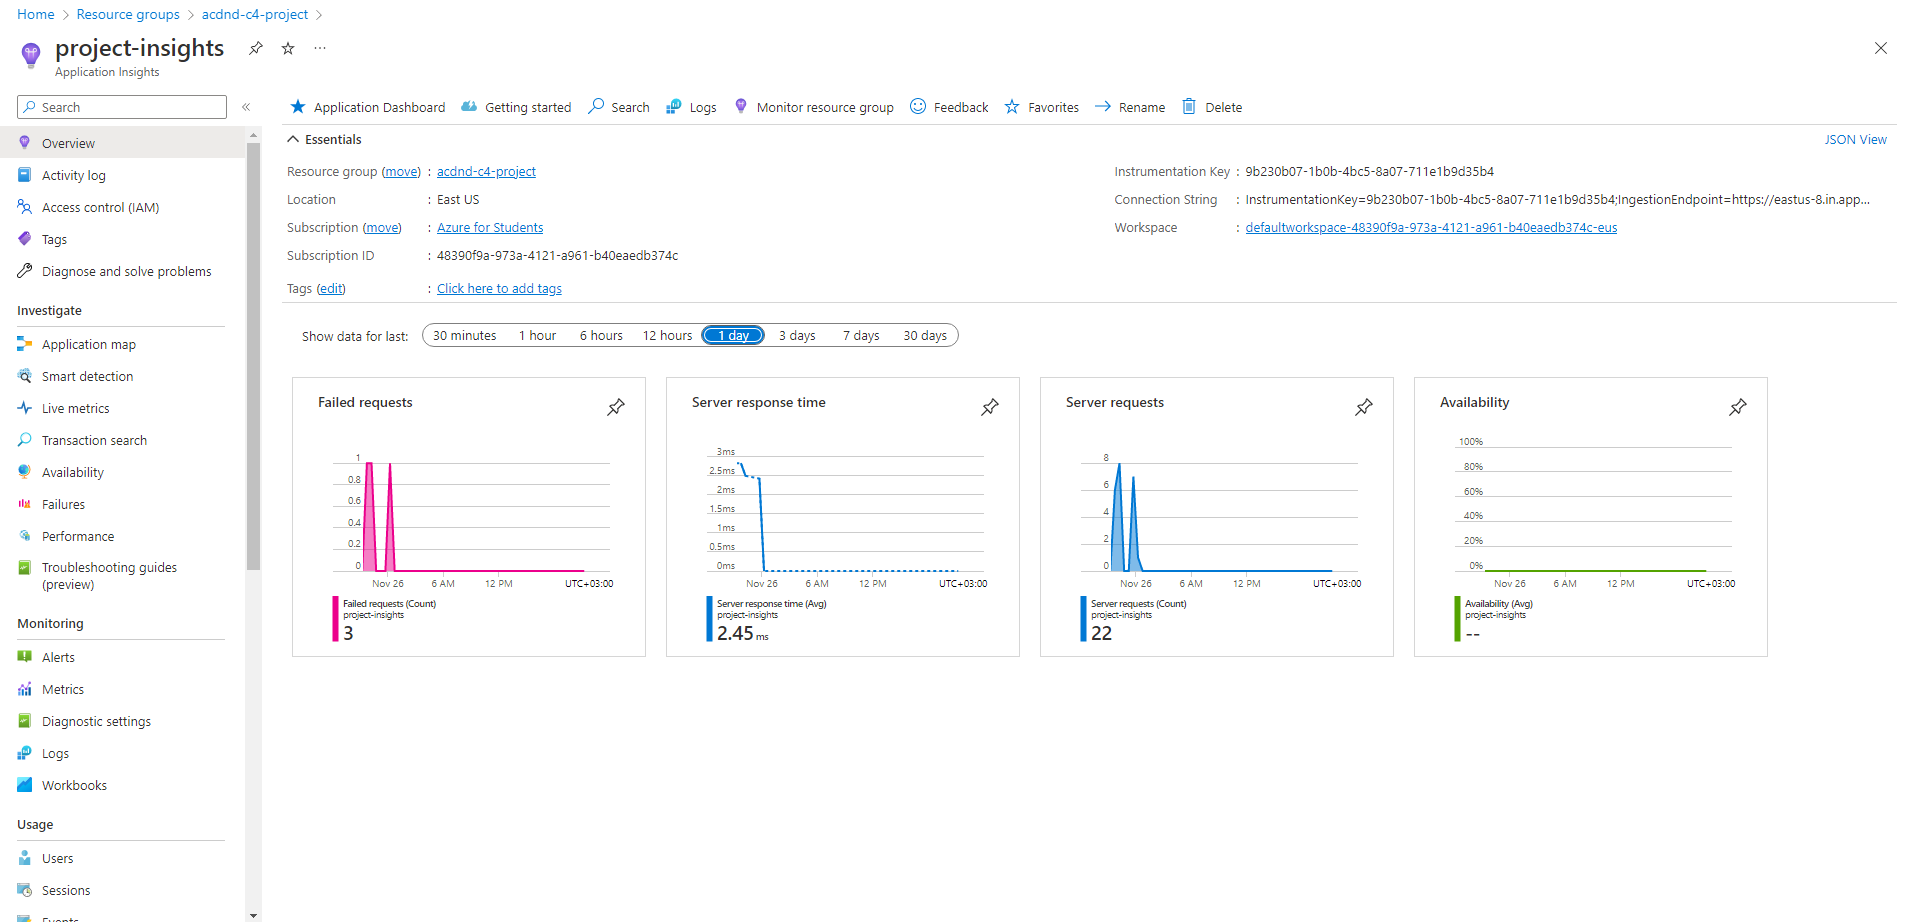 Home > Resource groups > acdnd-c4-project >
project-insights ...
Application Insights
Search «
Overview
Activity log
Access control (IAM)
Tags
Diagnose and solve problems
Investigate
Application map
Smart detection
Live metrics
Transaction search
Availability
Failures
Performance
Troubleshooting guides
(preview)
Monitoring
Alerts
Metrics
Diagnostic settings
Logs
Workbooks
Usage
Users
Sessions
Events
Application Dashboard Getting started Search Logs Monitor resource group Feedback Favorites Rename Delete
Essentials JSON View
Resource group (move) : acdnd-c4-project
Location : East US
Subscription (move) : Azure for Students
Subscription ID : 48390f9a-973a-4121-a961-b40eaedb374c
Tags (edit) : Click here to add tags
Instrumentation Key : 9b230b07-1b0b-4bc5-8a07-711e1b9d35b4
Connection String : InstrumentationKey=9b230b07-1b0b-4bc5-8a07-711e1b9d35b4;IngestionEndpoint=https://eastus-8.in.app...
Workspace : defaultworkspace-48390f9a-973a-4121-a961-b40eaedb374c-eus
Show data for last: 30 minutes 1 hour 6 hours 12 hours 1 day 3 days 7 days 30 days
Failed requests
1
0.8
0.6
0.4
0.2
0
Nov 26 6 AM 12 PM UTC+03:00
Failed requests (Count)
project-insights
3
Server response time
3ms
2.5ms
2ms
1.5ms
1ms
0.5ms
0ms
Nov 26 6 AM 12 PM UTC+03:00
Server response time (Avg)
project-insights
2.45 ms
Server requests
8
6
4
2
0
Nov 26 6 AM 12 PM UTC+03:00
Server requests (Count)
project-insights
22
Availability
100%
80%
60%
40%
20%
0%
Nov 26 6 AM 12 PM UTC+03:00
Availability (Avg)
project-insights
--